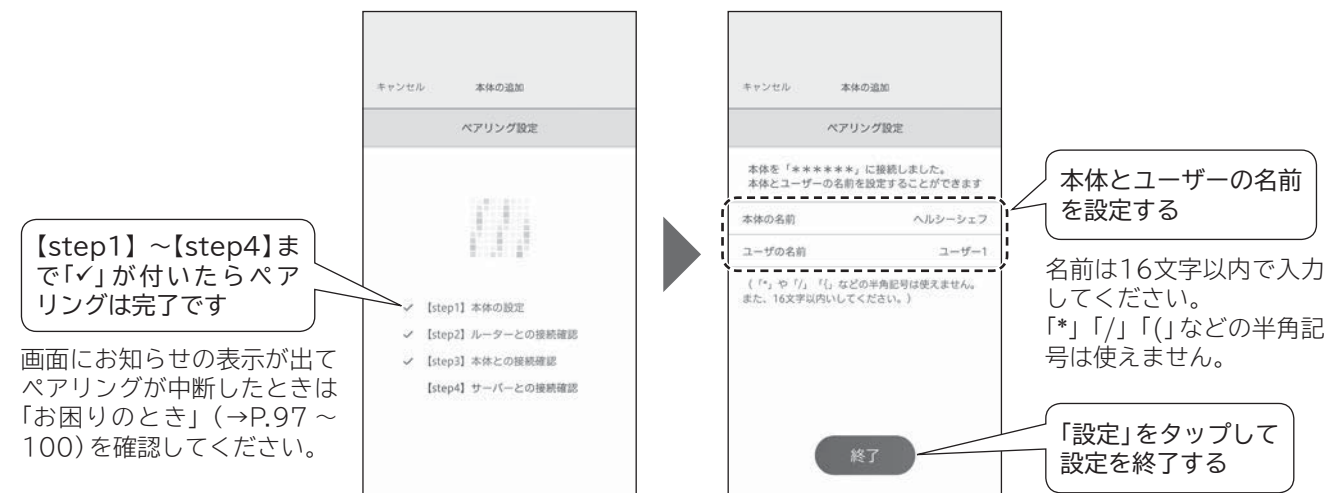 【step1】～【step4】ま
で「✓」が付いたらペア
リングは完了です
画面にお知らせの表示が出て
ペアリングが中断したときは
「お困りのとき」(→P.97～
100)を確認してください。
キャンセル 本体の追加
ペアリング設定
✓ 【step1】本体の設定
✓ 【step2】ルーターとの接続確認
✓ 【step3】本体との接続確認
【step4】サーバーとの接続確認
キャンセル 本体の追加
ペアリング設定
本体を「＊＊＊＊＊＊」に接続しました。
本体とユーザーの名前を設定することができます
本体の名前 ヘルシーシェフ
ユーザの名前 ユーザー1
(「*」や「/」「(」などの半角記号は使えません。
また、16文字以内いしてください。)
終了
本体とユーザーの名前
を設定する
名前は16文字以内で入力
してください。
「*」「/」「(」などの半角記
号は使えません。
「設定」をタップして
設定を終了する